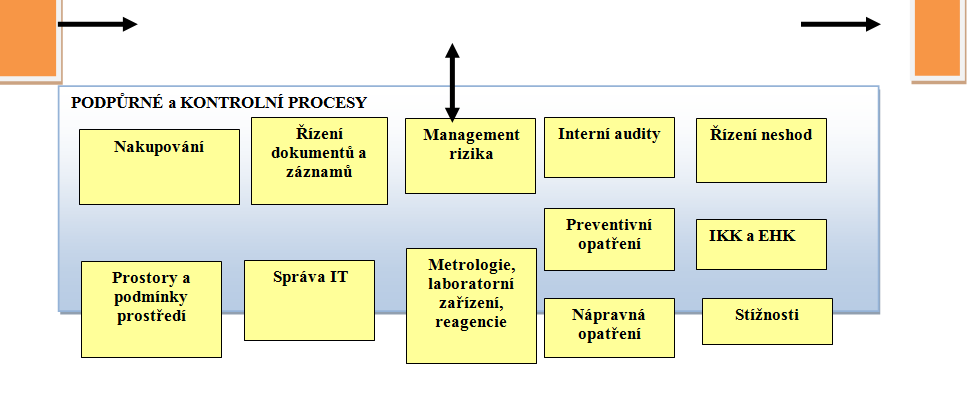 PODPŮRNÉ a KONTROLNÍ PROCESY
Nakupování
Řízení
dokumentů a
záznamů
Management
rizika
Interní audity
Řízení neshod
Preventivní
opatření
IKK a EHK
Prostory a
podmínky
prostředí
Správa IT
Metrologie,
laboratorní
zařízení,
reagencie
Nápravná
opatření
Stížnosti